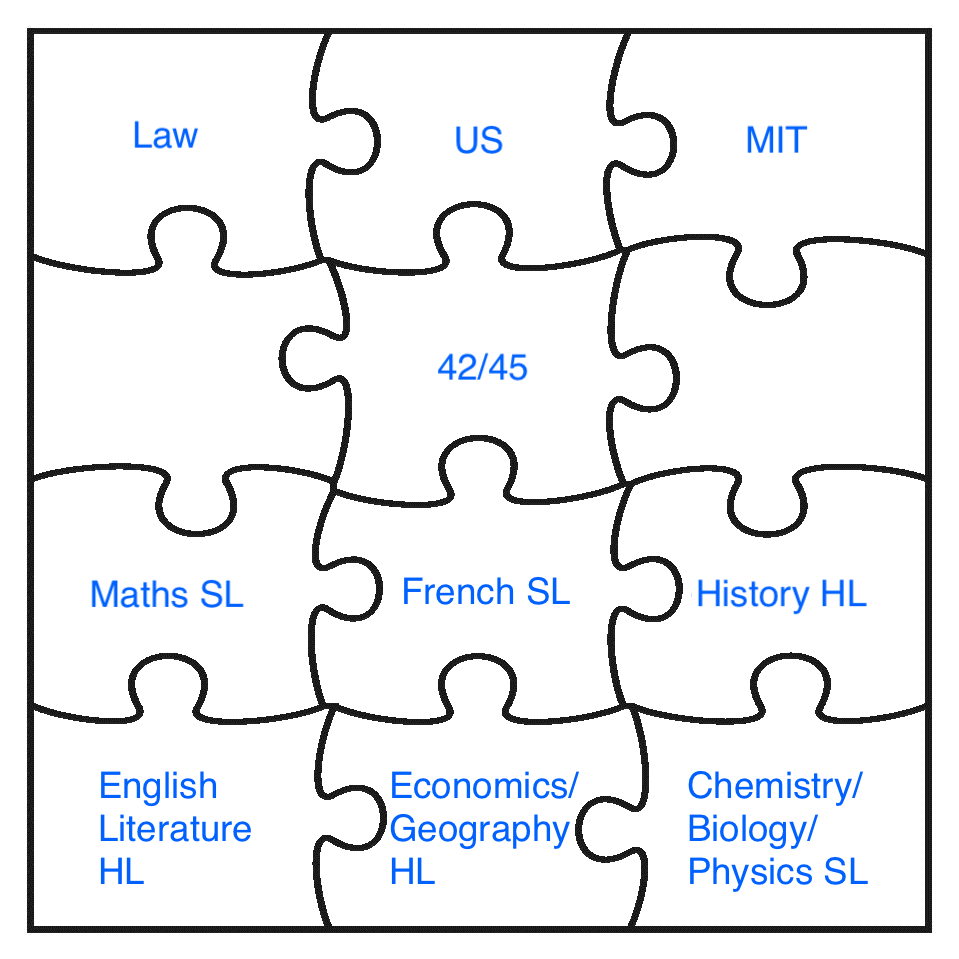 Law
US
MIT
42/45
Maths SL
French SL
History HL
English
Literature
HL
Economics/
Geography
HL
Chemistry/
Biology/
Physics SL